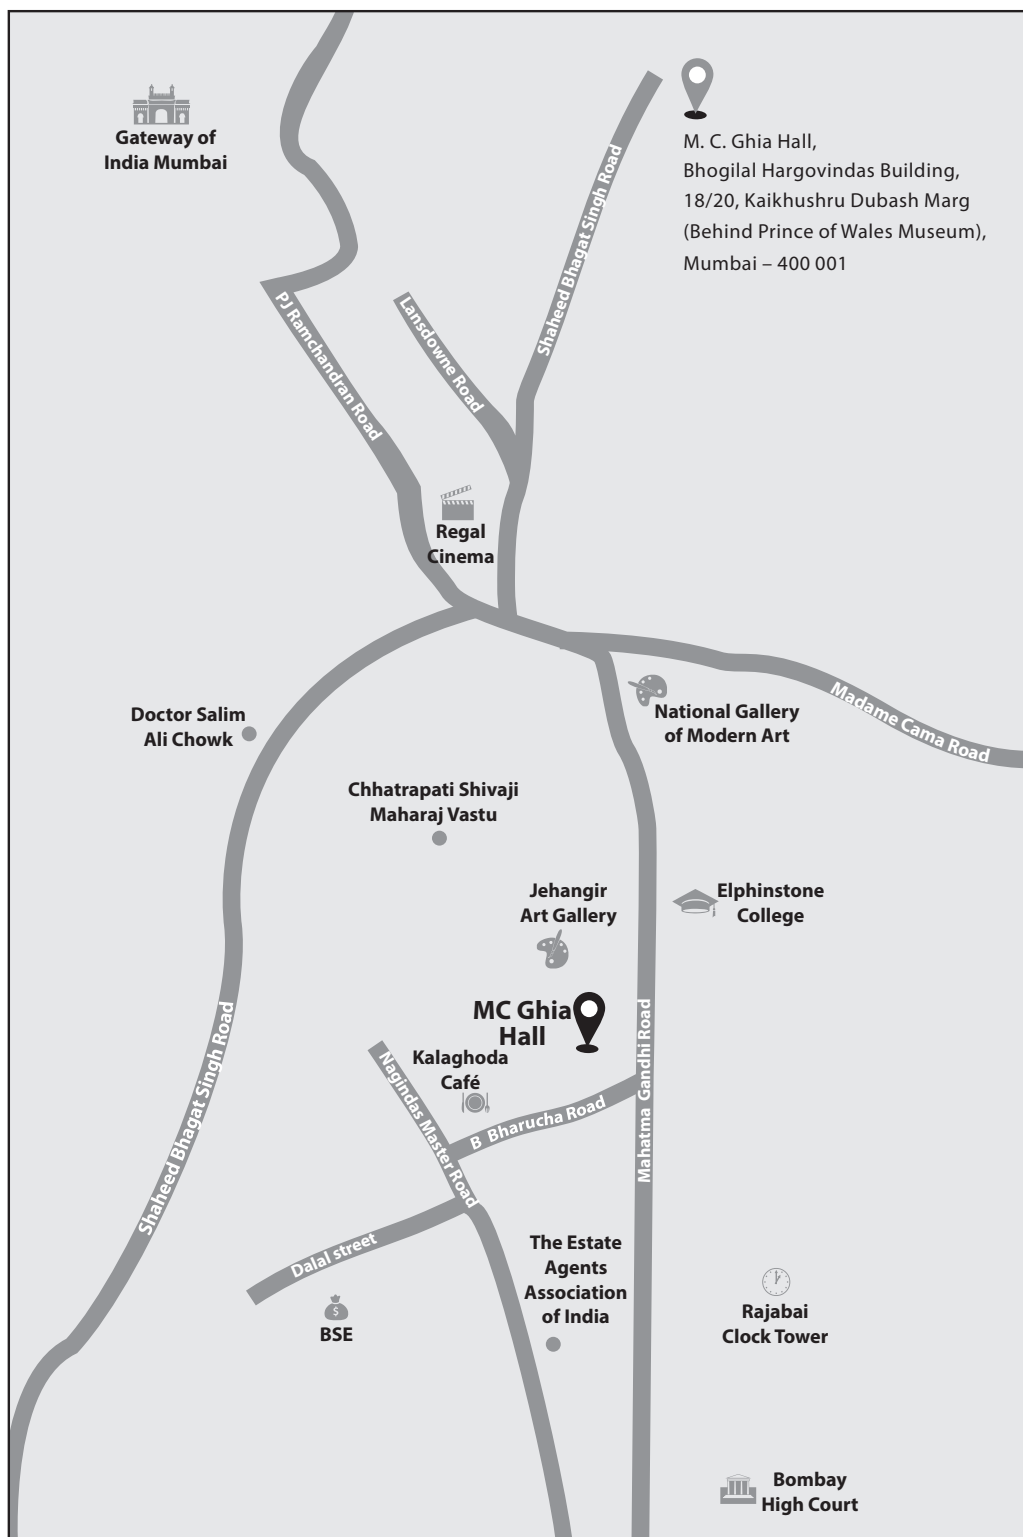 Gateway of
India Mumbai
M. C. Ghia Hall,
Bhogilal Hargovindas Building,
18/20, Kaikhushru Dubash Marg
(Behind Prince of Wales Museum),
Mumbai – 400 001
Shaheed Bhagat Singh Road
PJ Ramchandran Road
Lansdowne Road
Regal
Cinema
Madame Cama Road
National Gallery
of Modern Art
Doctor Salim
Ali Chowk
Chhatrapati Shivaji
Maharaj Vastu
Jehangir
Art Gallery
Elphinstone
College
MC Ghia
Hall
Kalaghoda
Café
Shaheed Bhagat Singh Road
Nagindas Master Road
B Bharucha Road
Mahatma Gandhi Road
Dalal street
The Estate
Agents
Association
of India
$
BSE
Rajabai
Clock Tower
Bombay
High Court